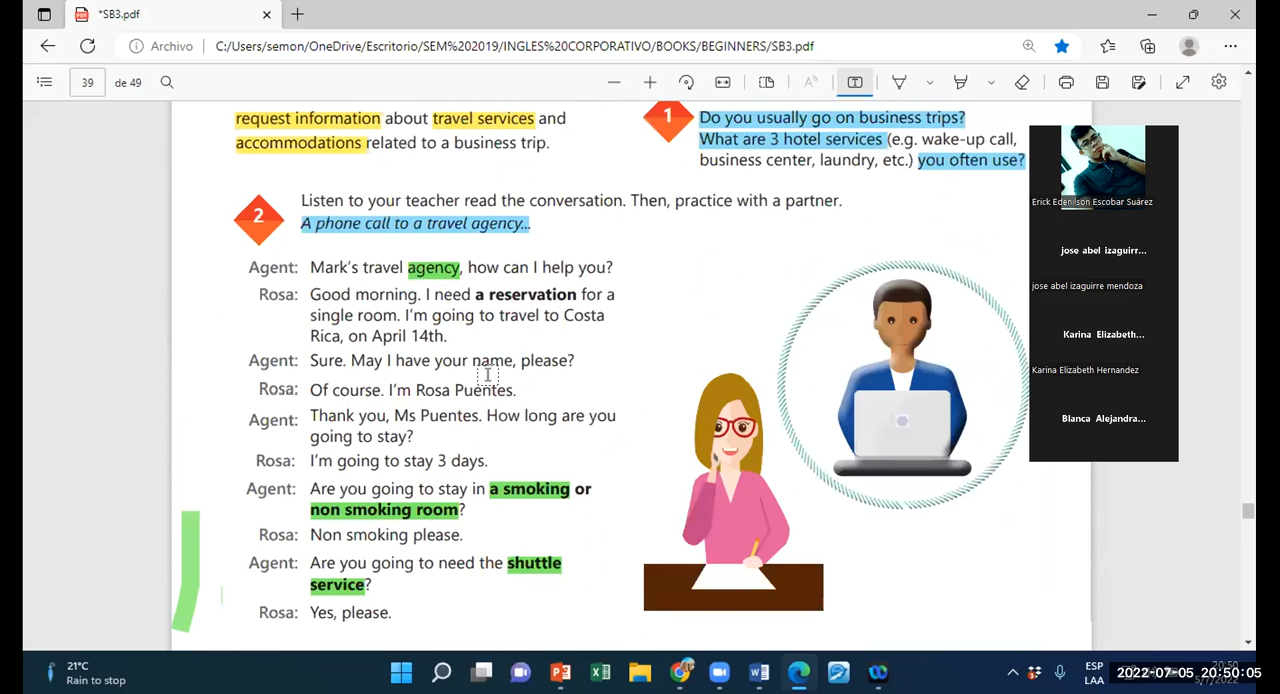 *SB3.pdf
Archivo
C:/Users/semon/OneDrive/Escritorio/SEM%202019/INGLES%20CORPORATIVO/BOOKS/BEGINNERS/SB3.pdf
39 de 49
request information about travel services and
accommodations related to a business trip.
1
Do you usually go on business trips?
What are 3 hotel services (e.g. wake-up call,
business center, laundry, etc.) you often use?
2
Listen to your teacher read the conversation. Then, practice with a partner.
A phone call to a travel agency...
Agent: Mark's travel agency, how can I help you?
Rosa: Good morning. I need a reservation for a
single room. I'm going to travel to Costa
Rica, on April 14th.
Agent: Sure. May I have your name, please?
Rosa: Of course. I'm Rosa Puentes.
Agent: Thank you, Ms Puentes. How long are you
going to stay?
Rosa: I'm going to stay 3 days.
Agent: Are you going to stay in a smoking or
non smoking room?
Rosa: Non smoking please.
Agent: Are you going to need the shuttle
service?
Rosa: Yes, please.
Erick Edenilson Escobar Suárez
jose abel izaguirr...
jose abel izaguirre mendoza
Karina Elizabeth...
Karina Elizabeth Hernandez
Blanca Alejandra...
21°C
Rain to stop
ESP
LAA
2022-07-05 20:50:05